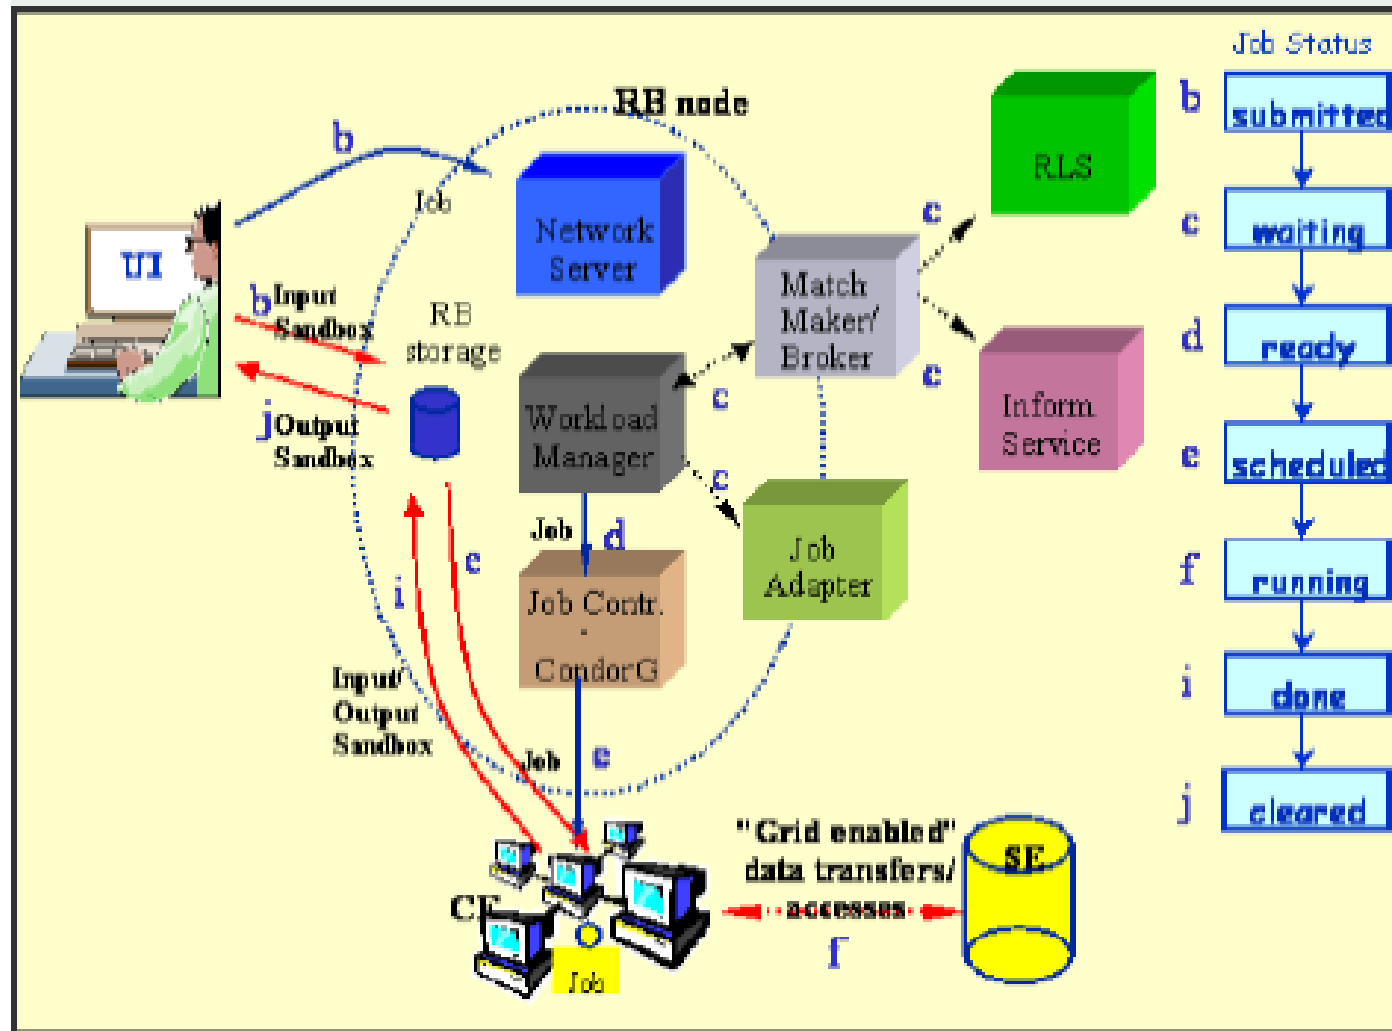 Job Status
RB node
b
submitted
b
Job
RLS
UI
Network
Server
c
c
waiting
b
Input
Sandbox
RB
storage
Match
Maker/
Broker
d
ready
c
c
j
Output
Sandbox
Workload
Manager
Inform.
Service
e
scheduled
c
Job
d
e
i
Job Contr.
-
CondorG
Job
Adapter
f
running
Input/
Output
Sandbox
Job
e
i
done
j
cleared
"Grid enabled"
data transfers/
accesses
f
SE
CE
Job